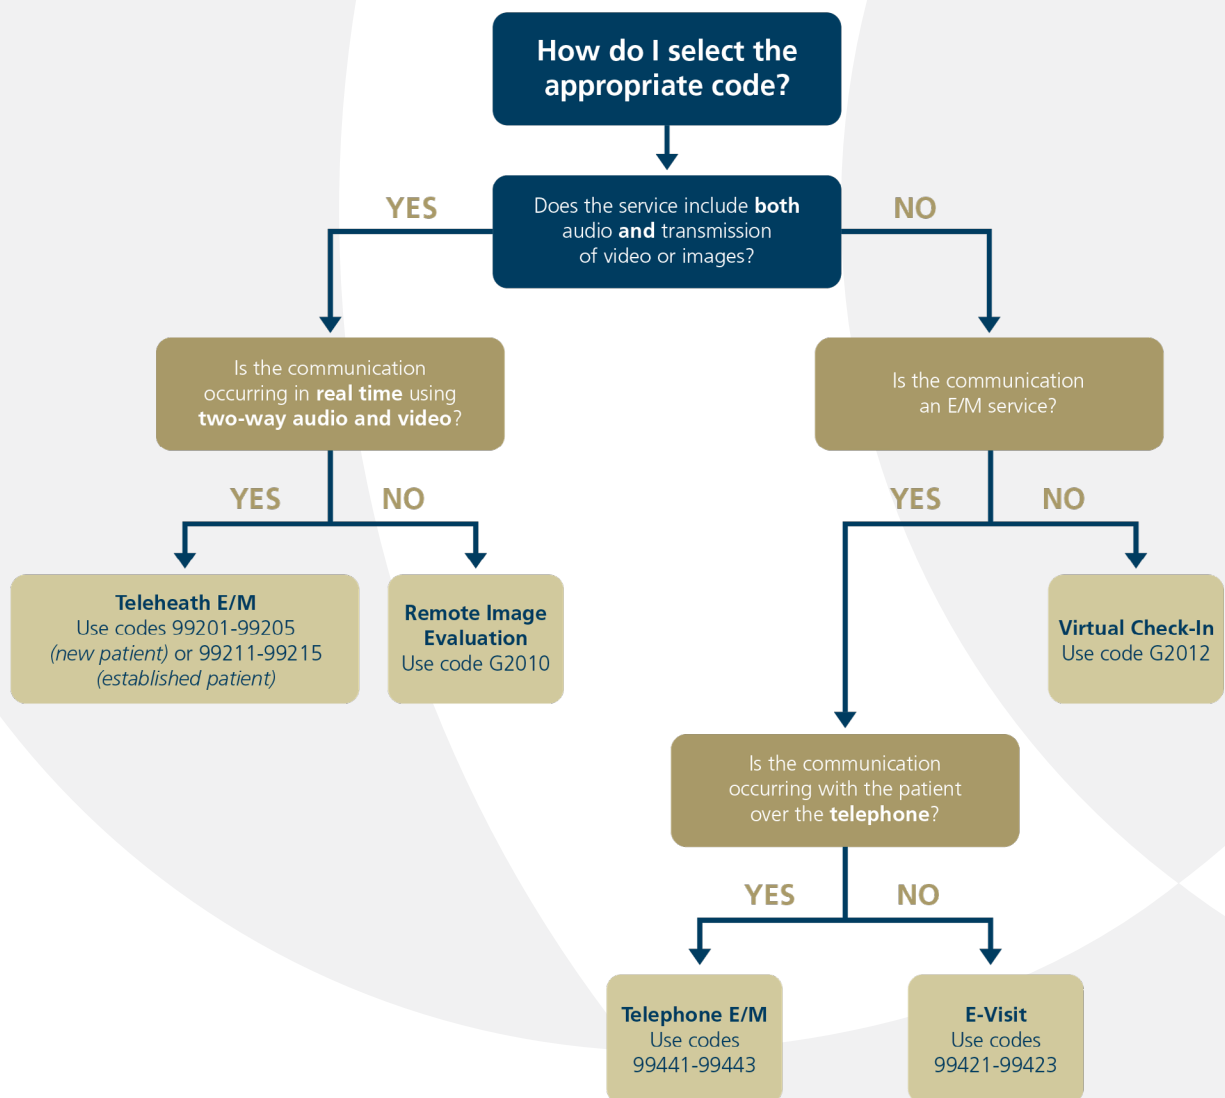 How do I select the
appropriate code?
Does the service include both
audio and transmission
of video or images?
YES
NO
Is the communication
occurring in real time using
two-way audio and video?
Is the communication
an E/M service?
YES
NO
YES
NO
Teleheath E/M
Use codes 99201-99205
(new patient) or 99211-99215
(established patient)
Remote Image
Evaluation
Use code G2010
Virtual Check-In
Use code G2012
Is the communication
occurring with the patient
over the telephone?
YES
NO
Telephone E/M
Use codes
99441-99443
E-Visit
Use codes
99421-99423